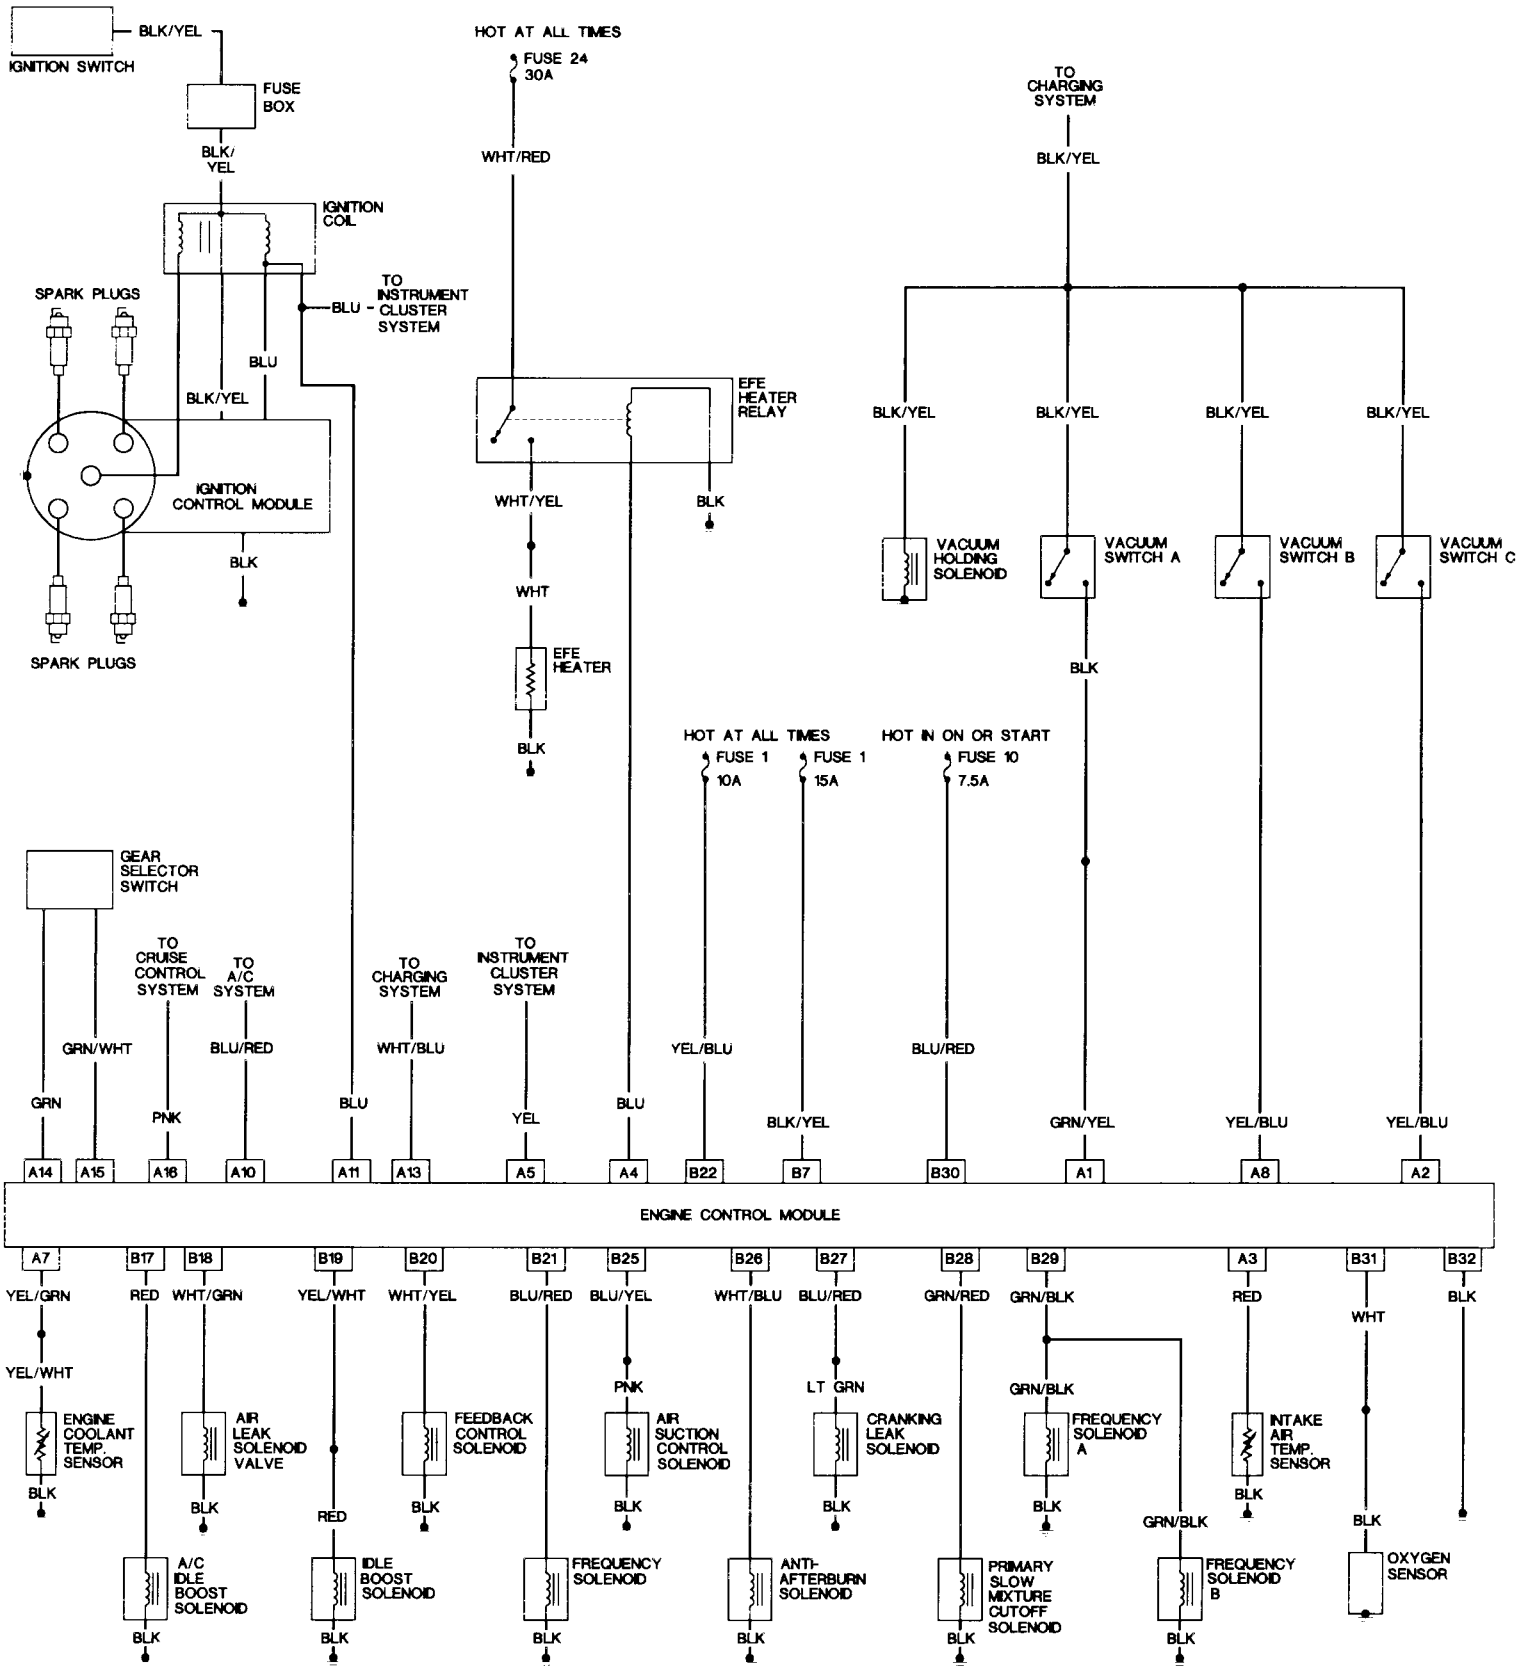 BLK/YEL
IGNITION SWITCH
FUSE
BOX
BLK/
YEL
IGNITION
COIL
HOT AT ALL TIMES
FUSE 24
30A
WHT/RED
TO
CHARGING
SYSTEM
BLK/YEL
SPARK PLUGS
BLU
TO
INSTRUMENT
CLUSTER
SYSTEM
BLU
BLK/YEL
IGNITION
CONTROL MODULE
BLK
SPARK PLUGS
EFE
HEATER
RELAY
WHT/YEL
BLK
WHT
EFE
HEATER
BLK
BLK/YEL
BLK/YEL
BLK/YEL
BLK/YEL
VACUUM
HOLDING
SOLENOID
VACUUM
SWITCH A
VACUUM
SWITCH B
VACUUM
SWITCH C
BLK
HOT AT ALL TIMES
FUSE 1
10A
FUSE 1
15A
HOT IN ON OR START
FUSE 10
7.5A
GEAR
SELECTOR
SWITCH
TO
CRUISE
CONTROL
SYSTEM
TO
A/C
SYSTEM
TO
CHARGING
SYSTEM
TO
INSTRUMENT
CLUSTER
SYSTEM
GRN/WHT
BLU/RED
WHT/BLU
YEL/BLU
BLU/RED
GRN
PNK
BLU
YEL
BLU
BLK/YEL
GRN/YEL
YEL/BLU
YEL/BLU
A14 A15 A16 A10 A11 A13 A5 A4 B22 B7 B30 A1 A8 A2
ENGINE CONTROL MODULE
A7 B17 B18 B19 B20 B21 B25 B26 B27 B28 B29 A3 B31 B32
YEL/GRN RED WHT/GRN YEL/WHT WHT/YEL BLU/RED BLU/YEL WHT/BLU BLU/RED GRN/RED GRN/BLK RED WHT BLK
YEL/WHT
PNK
LT GRN
GRN/BLK
ENGINE
COOLANT
TEMP.
SENSOR
AIR
LEAK
SOLENOID
VALVE
FEEDBACK
CONTROL
SOLENOID
AIR
SUCTION
CONTROL
SOLENOID
CRANKING
LEAK
SOLENOID
FREQUENCY
SOLENOID
A
INTAKE
AIR
TEMP.
SENSOR
BLK
BLK
RED
BLK
BLK
BLK
BLK
GRN/BLK
BLK
BLK
A/C
IDLE
BOOST
SOLENOID
IDLE
BOOST
SOLENOID
FREQUENCY
SOLENOID
ANTI-
AFTERBURN
SOLENOID
PRIMARY
SLOW
MIXTURE
CUTOFF
SOLENOID
FREQUENCY
SOLENOID
B
OXYGEN
SENSOR
BLK
BLK
BLK
BLK
BLK
BLK